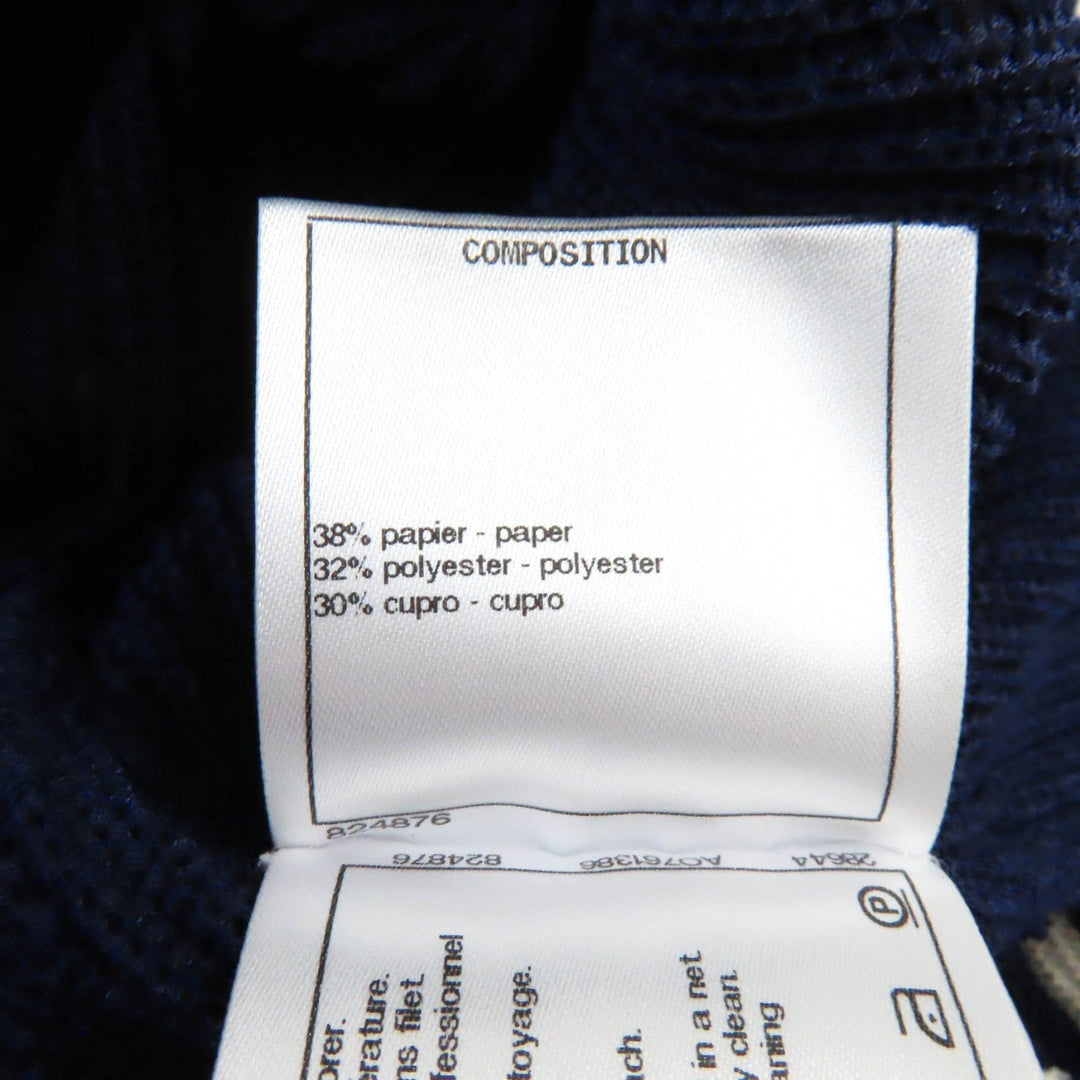 COMPOSITION
38% papier - paper
32% polyester - polyester
30% cupro - cupro
824876
28644 AO761386 824876
P
orer.
érature.
ns filet
fessionnel
toyage.
ch.
in a net
y clean
aning